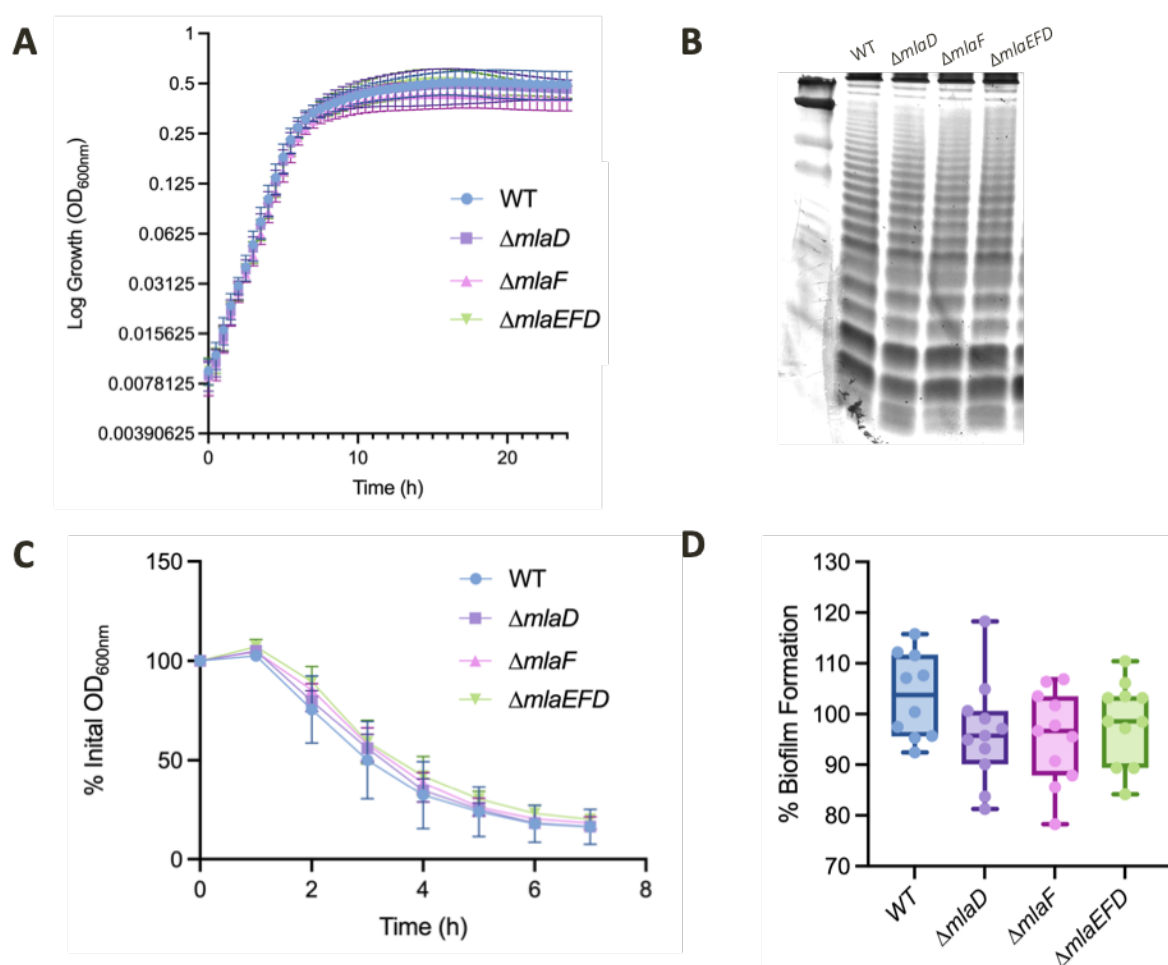 A
Log Growth (OD600nm)
1
0.5
0.25
0.125
0.0625
0.03125
0.015625
0.0078125
0.00390625
0
10
20
Time (h)
WT
ΔmlaD
ΔmlaF
ΔmlaEFD
B
WT
ΔmlaD
ΔmlaF
ΔmlaEFD
C
% Inital OD600nm
150
100
50
0
0
2
4
6
8
Time (h)
WT
ΔmlaD
ΔmlaF
ΔmlaEFD
D
% Biofilm Formation
130
120
110
100
90
80
70
WT
ΔmlaD
ΔmlaF
ΔmlaEFD